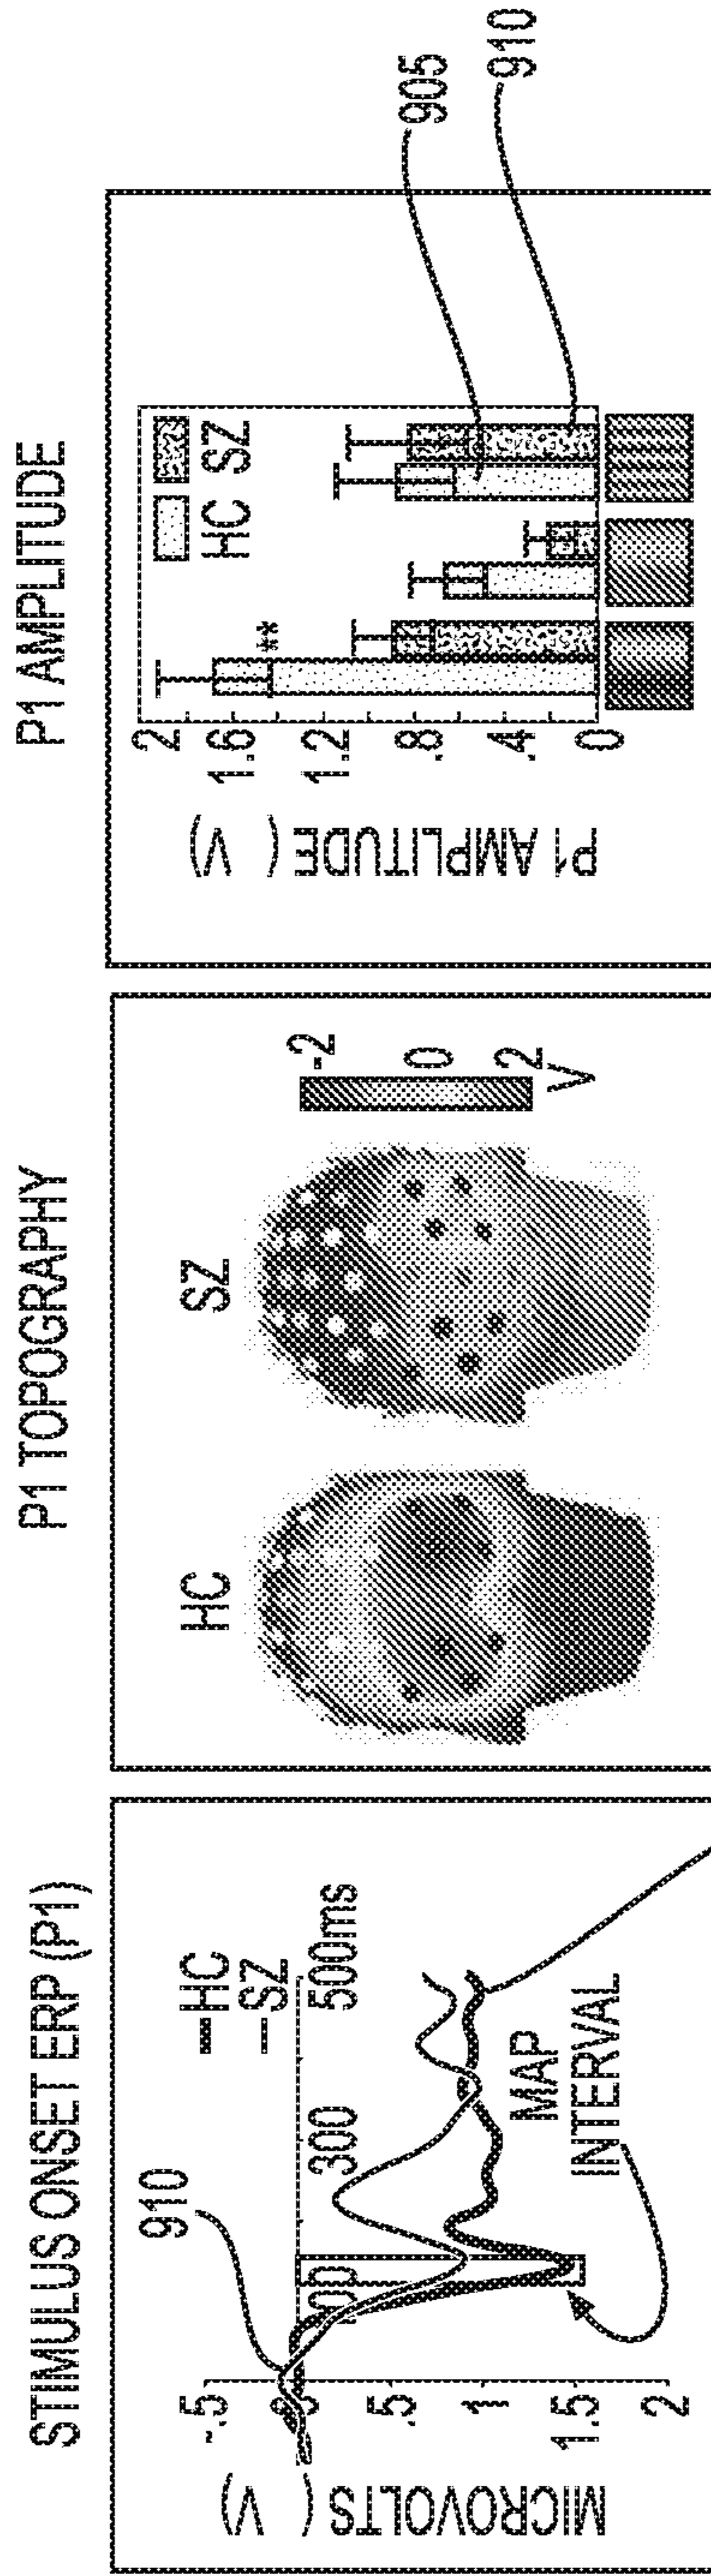 STIMULUS ONSET ERP (P1)
910
HC
SZ
-.5
0
.5
1
1.5
2
MICROVOLTS ( V)
300
500ms
MAP
INTERVAL
P1 TOPOGRAPHY
HC
SZ
-2
0
2
V
P1 AMPLITUDE
2
1.6
1.2
.8
.4
0
P1 AMPLITUDE ( V)
**
HC SZ
905
910